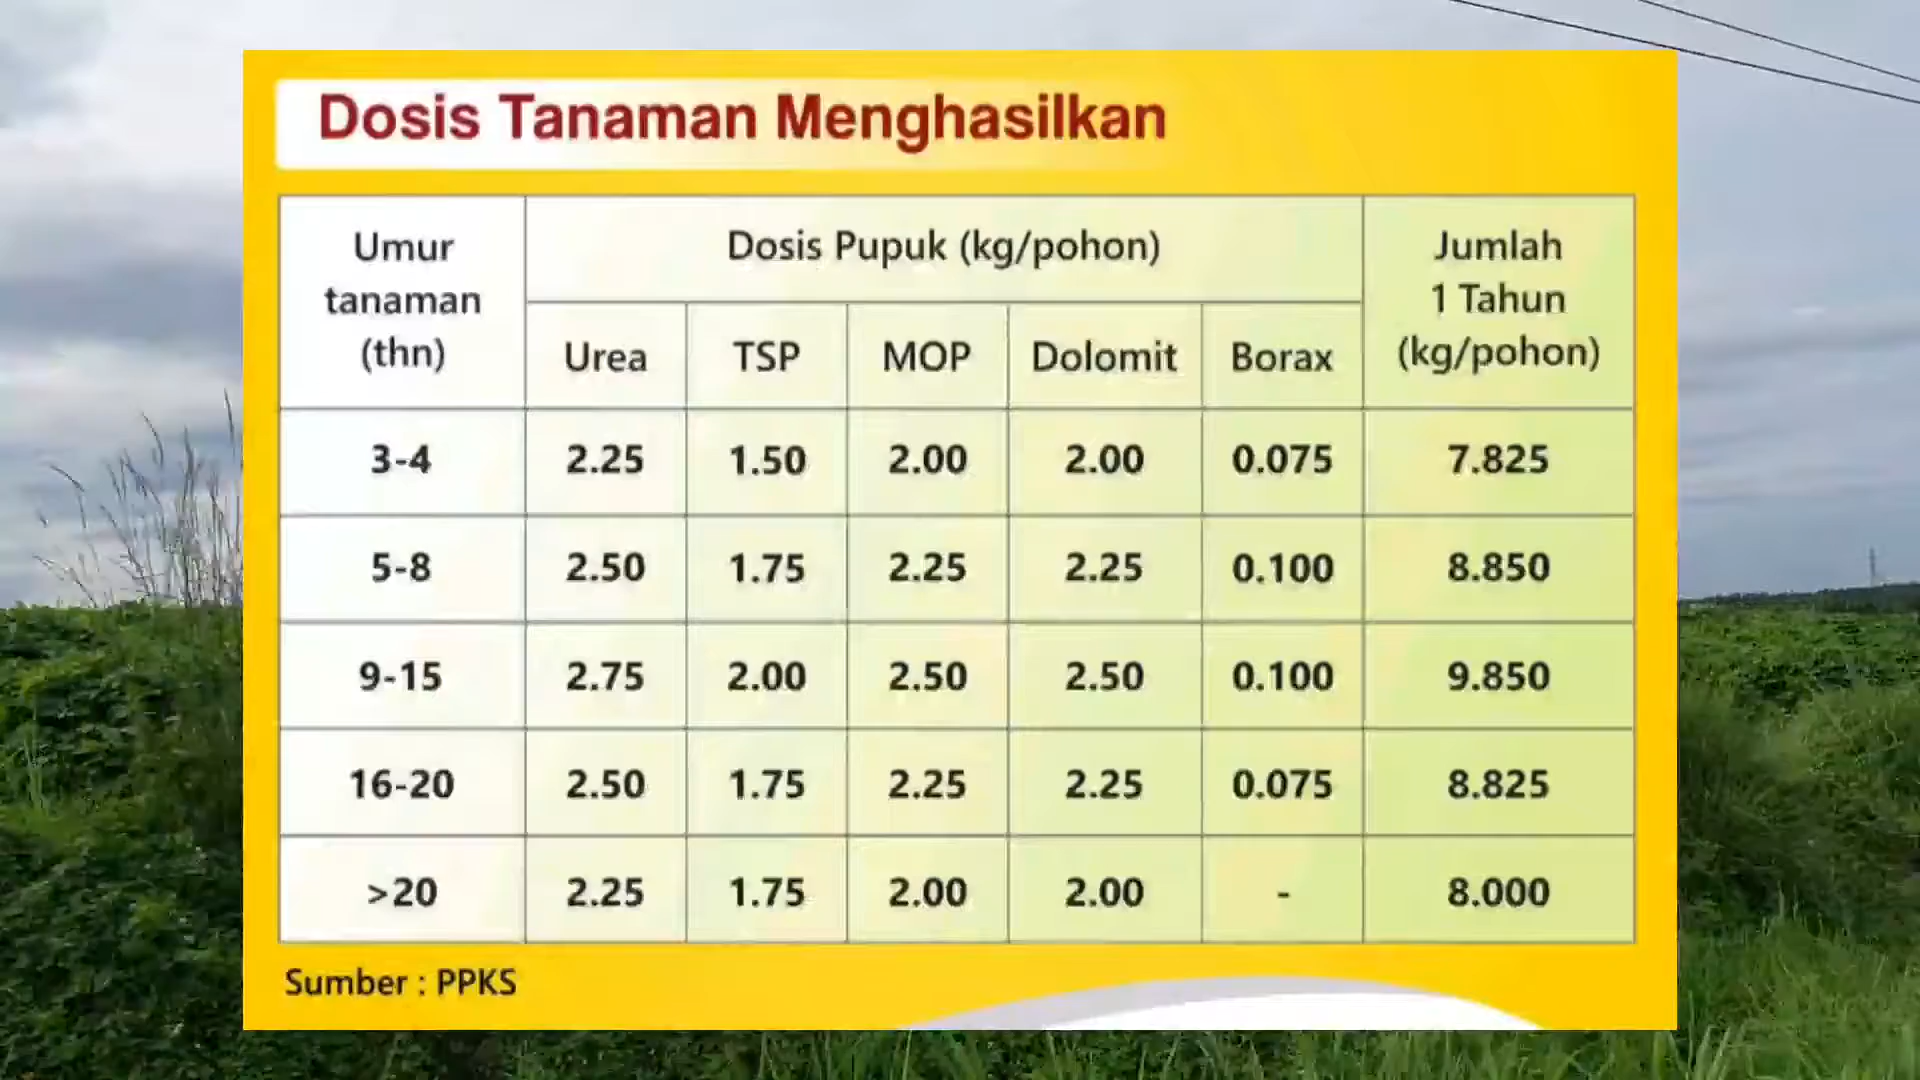 Dosis Tanaman Menghasilkan
Umur tanaman (thn) Dosis Pupuk (kg/pohon) Jumlah 1 Tahun (kg/pohon)
Urea TSP MOP Dolomit Borax
3-4 2.25 1.50 2.00 2.00 0.075 7.825
5-8 2.50 1.75 2.25 2.25 0.100 8.850
9-15 2.75 2.00 2.50 2.50 0.100 9.850
16-20 2.50 1.75 2.25 2.25 0.075 8.825
>20 2.25 1.75 2.00 2.00 - 8.000
Sumber : PPKS